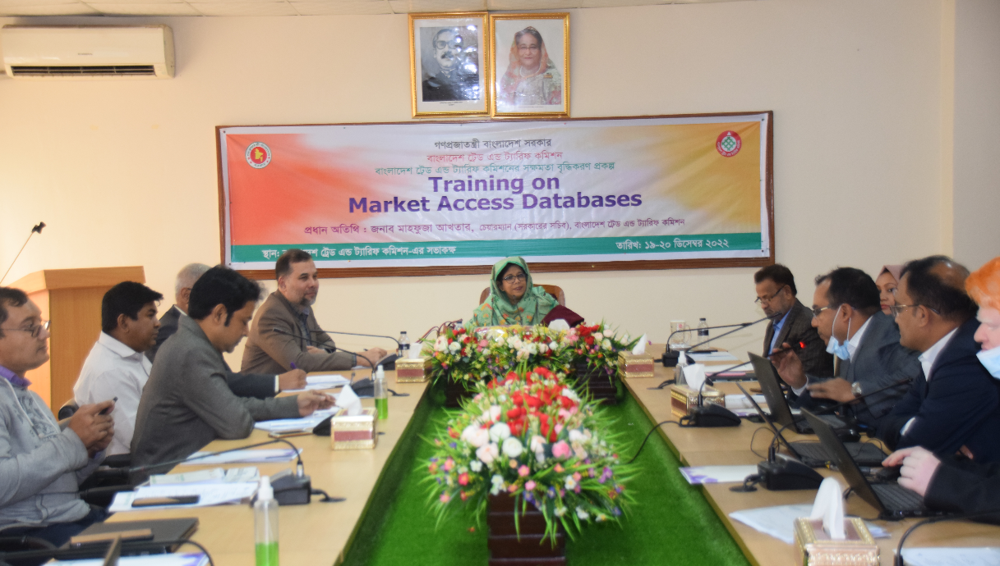 গণপ্রজাতন্ত্রী বাংলাদেশ সরকার
বাংলাদেশ ট্রেড এন্ড ট্যারিফ কমিশন
বাংলাদেশ ট্রেড এন্ড ট্যারিফ কমিশনের সক্ষমতা বৃদ্ধিকরণ প্রকল্প
Training on
Market Access Databases
প্রধান অতিথি : জনাব মাহফুজা আখতার, চেয়ারম্যান (সরকারের সচিব), বাংলাদেশ ট্রেড এন্ড ট্যারিফ কমিশন
স্থান: ট্রেড এন্ড ট্যারিফ কমিশন-এর সভাকক্ষ তারিখ: ১৯-২০ ডিসেম্বর ২০২২